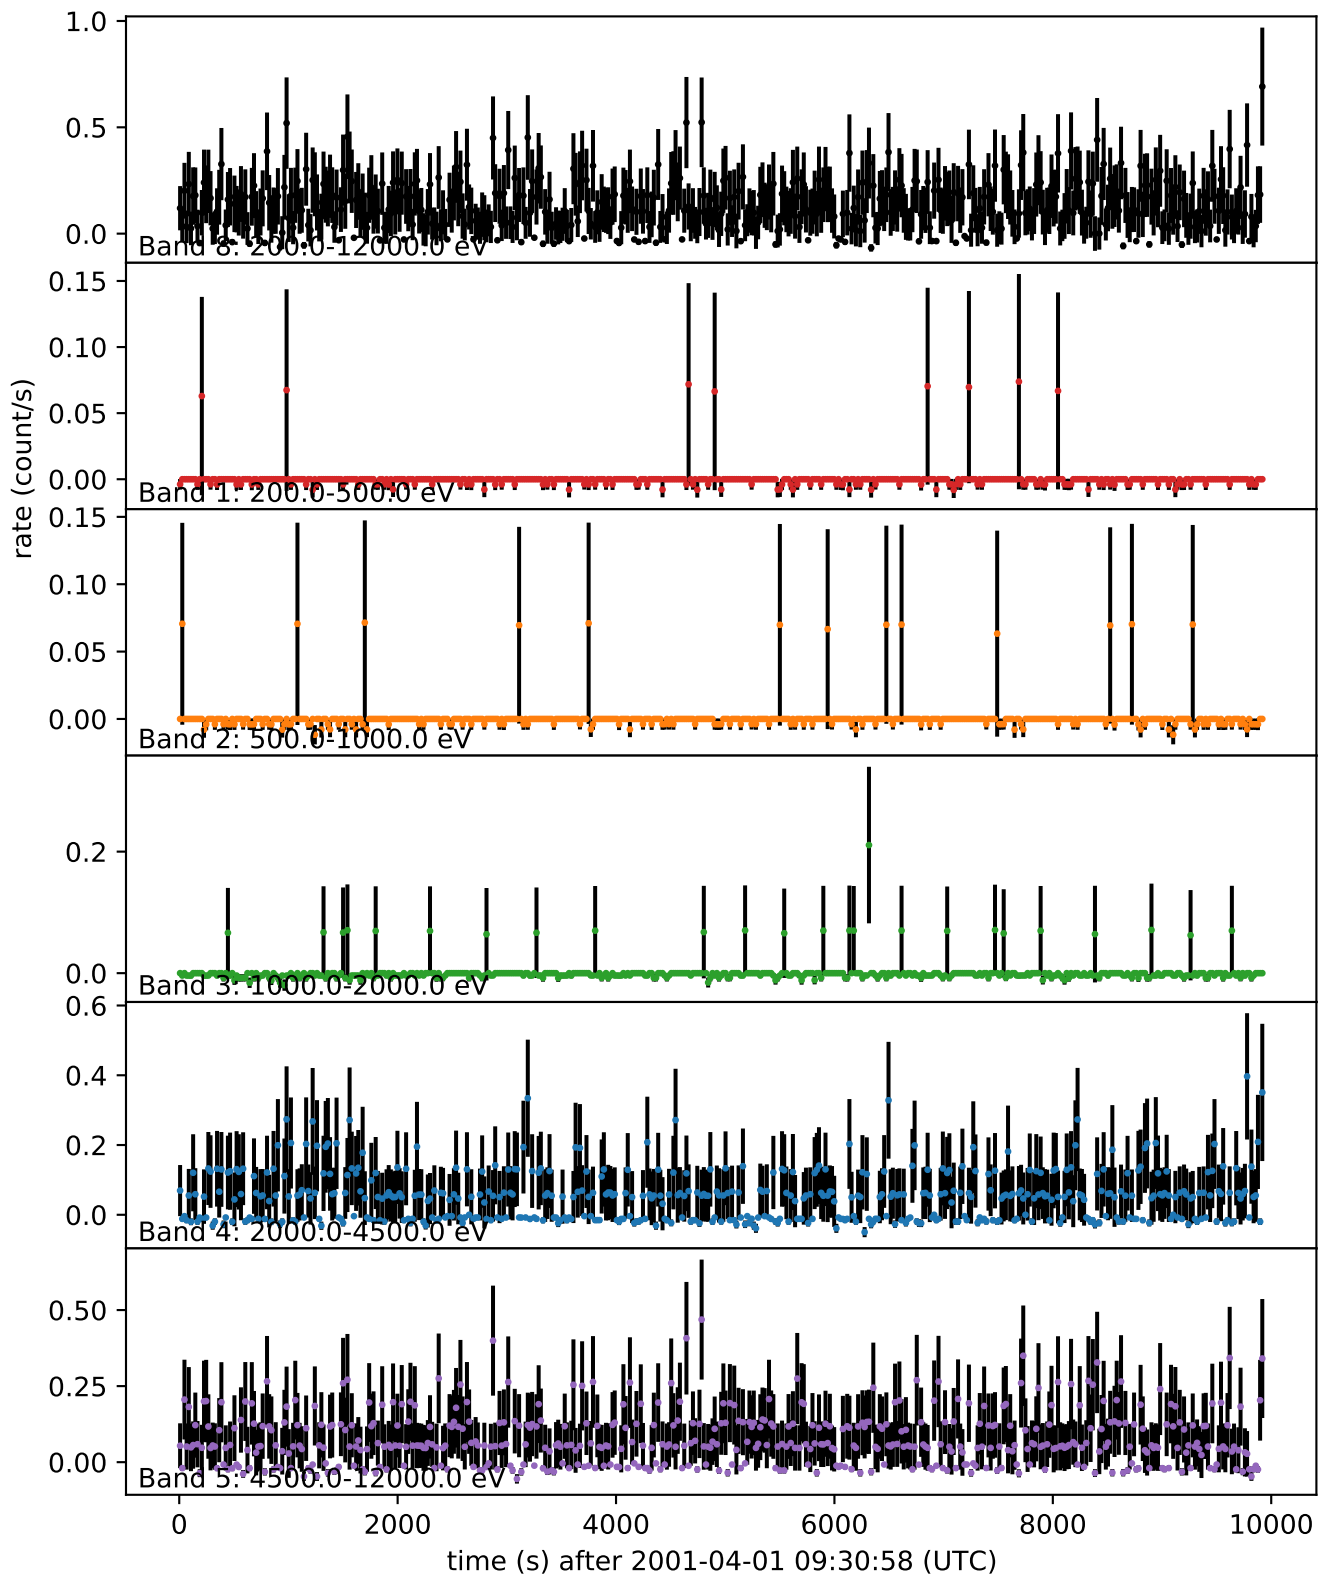 1.0
0.5
0.0
Band 8: 200.0-12000.0 eV
0.15
0.10
0.05
0.00
Band 1: 200.0-500.0 eV
rate (count/s)
0.15
0.10
0.05
0.00
Band 2: 500.0-1000.0 eV
0.2
0.0
Band 3: 1000.0-2000.0 eV
0.6
0.4
0.2
0.0
Band 4: 2000.0-4500.0 eV
0.50
0.25
0.00
Band 5: 4500.0-12000.0 eV
0 2000 4000 6000 8000 10000
time (s) after 2001-04-01 09:30:58 (UTC)